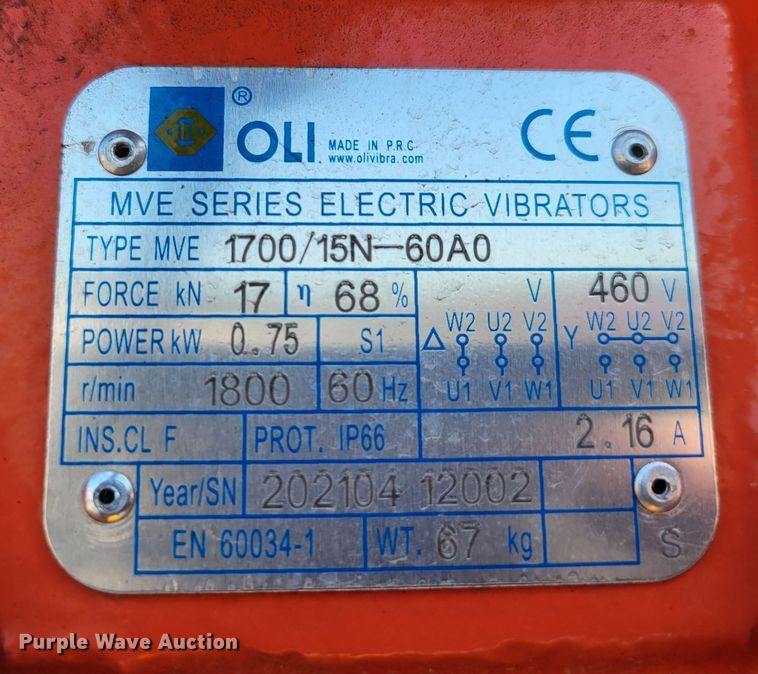 ® OLI MADE IN P.R.C
www.olivibra.com
CE
MVE SERIES ELECTRIC VIBRATORS
TYPE MVE 1700/15N-60A0
FORCE kN 17 η 68 % V 460 V
POWER kW 0.75 S1 Δ W2 U2 V2 Y W2 U2 V2
r/min 1800 60 Hz U1 V1 W1 U1 V1 W1
INS.CL F PROT. IP66 2.16 A
Year/SN 202104 12002
EN 60034-1 WT. 67 kg S
Purple Wave Auction